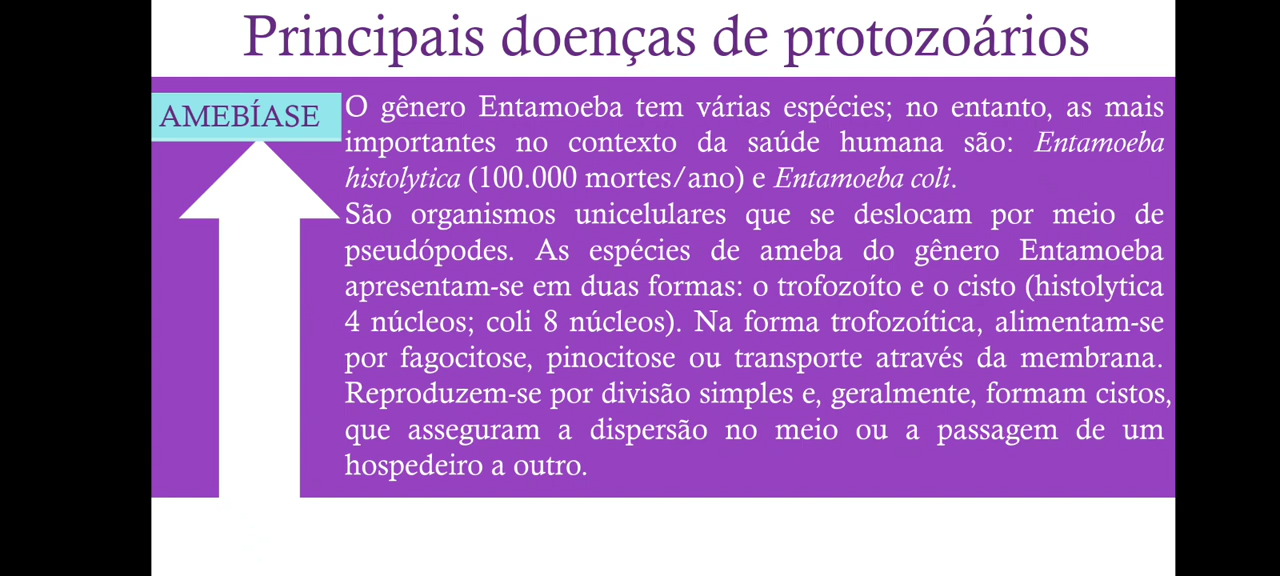 Principais doenças de protozoários
AMEBÍASE
O gênero Entamoeba tem várias espécies; no entanto, as mais
importantes no contexto da saúde humana são: Entamoeba
histolytica (100.000 mortes/ano) e Entamoeba coli.
São organismos unicelulares que se deslocam por meio de
pseudópodes. As espécies de ameba do gênero Entamoeba
apresentam-se em duas formas: o trofozoíto e o cisto (histolytica
4 núcleos; coli 8 núcleos). Na forma trofozoítica, alimentam-se
por fagocitose, pinocitose ou transporte através da membrana.
Reproduzem-se por divisão simples e, geralmente, formam cistos,
que asseguram a dispersão no meio ou a passagem de um
hospedeiro a outro.